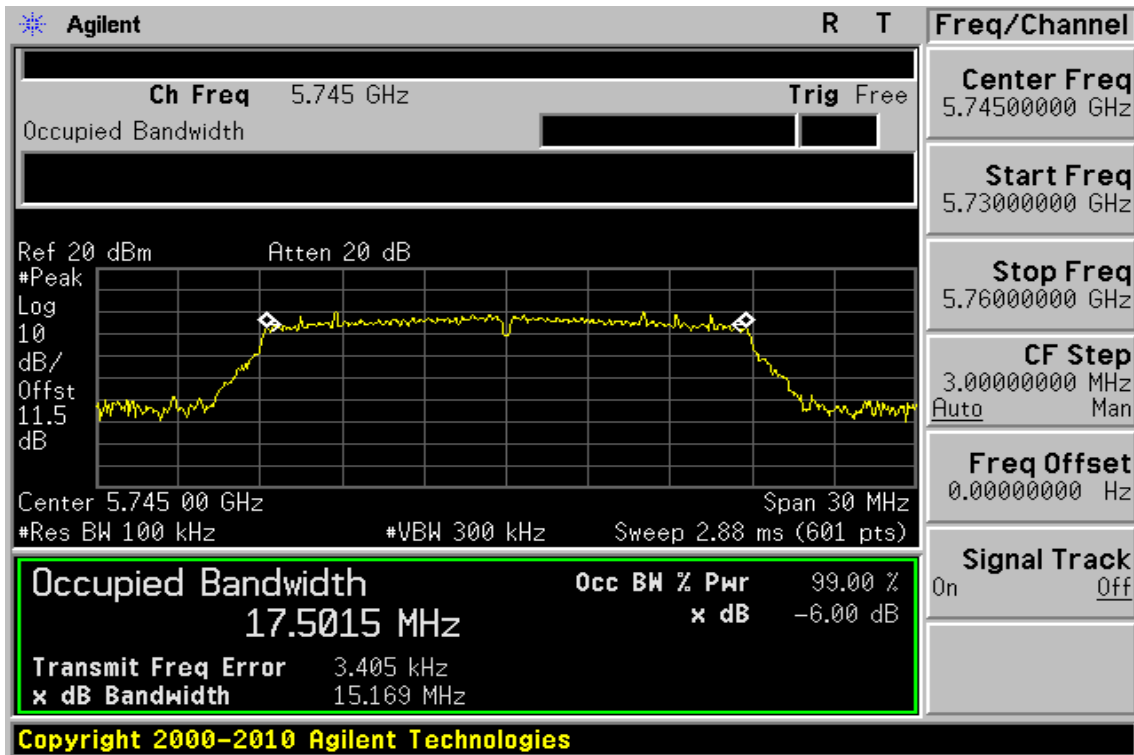 Agilent R T Freq/Channel
Ch Freq 5.745 GHz Trig Free
Occupied Bandwidth
Center Freq
5.74500000 GHz
Start Freq
5.73000000 GHz
Stop Freq
5.76000000 GHz
CF Step
3.00000000 MHz
Auto Man
Freq Offset
0.00000000 Hz
Signal Track
On Off
Ref 20 dBm Atten 20 dB
#Peak
Log
10
dB/
Offst
11.5
dB
Center 5.745 00 GHz Span 30 MHz
#Res BW 100 kHz #VBW 300 kHz Sweep 2.88 ms (601 pts)
Occupied Bandwidth Occ BW % Pwr 99.00 %
17.5015 MHz x dB -6.00 dB
Transmit Freq Error 3.405 kHz
x dB Bandwidth 15.169 MHz
Copyright 2000-2010 Agilent Technologies